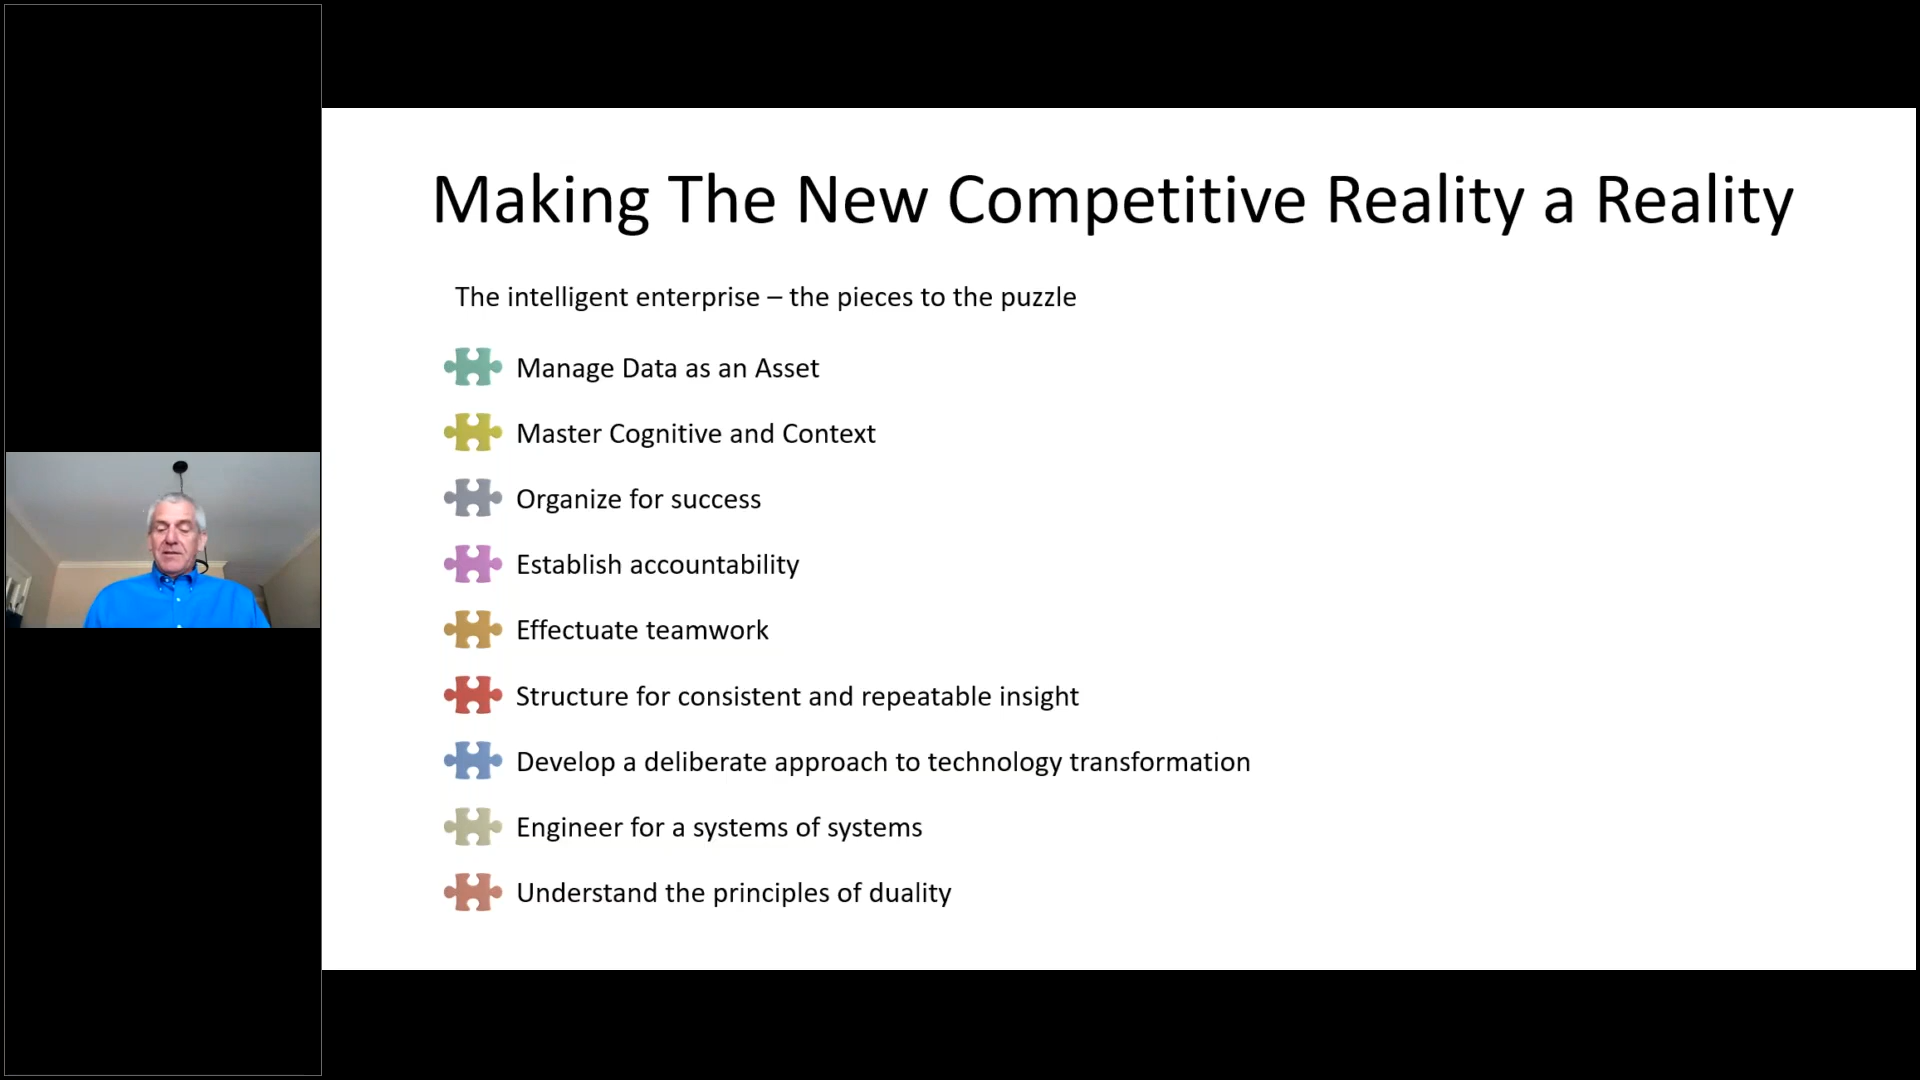 Making The New Competitive Reality a Reality
The intelligent enterprise – the pieces to the puzzle
Manage Data as an Asset
Master Cognitive and Context
Organize for success
Establish accountability
Effectuate teamwork
Structure for consistent and repeatable insight
Develop a deliberate approach to technology transformation
Engineer for a systems of systems
Understand the principles of duality